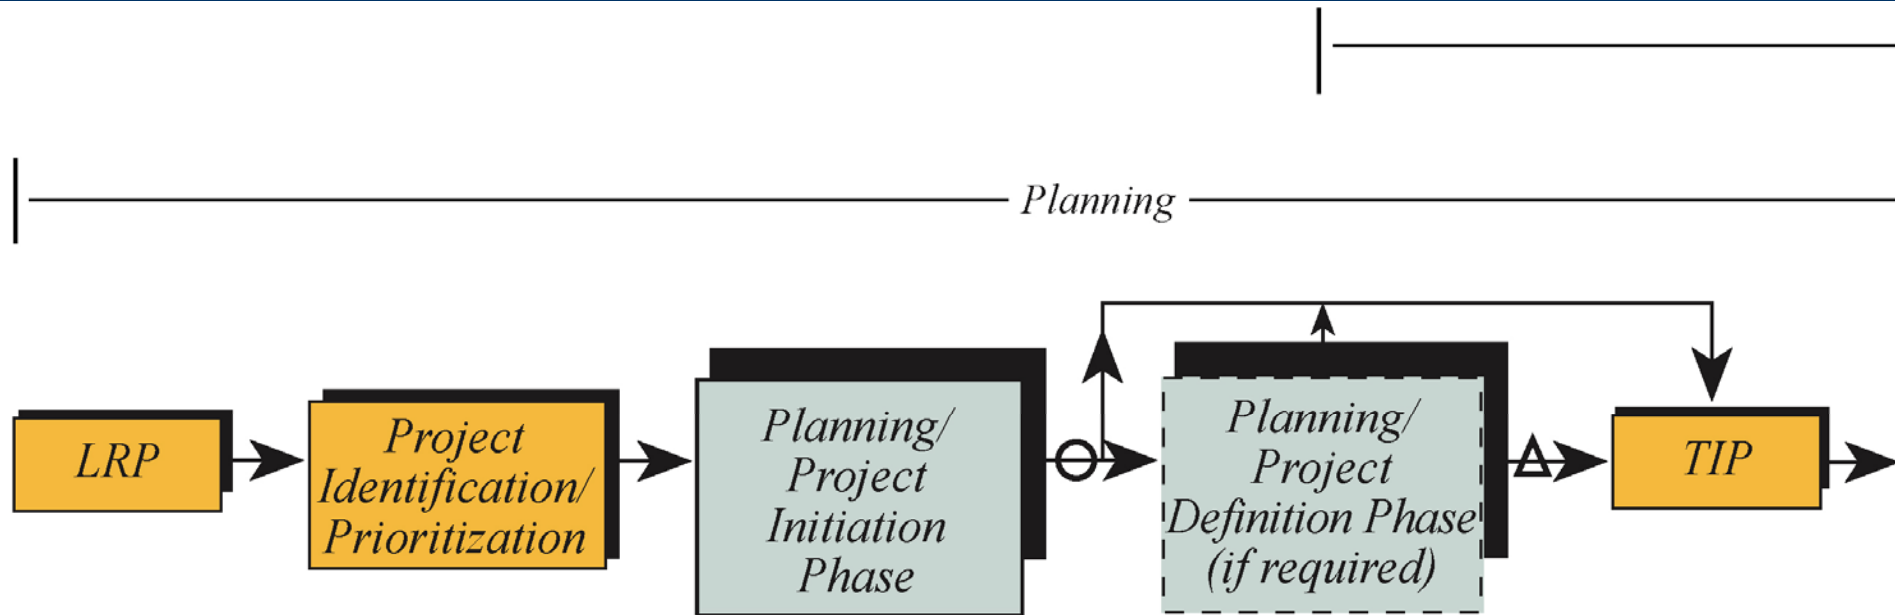 Planning
LRP
Project
Identification/
Prioritization
Planning/
Project
Initiation
Phase
Planning/
Project
Definition Phase
(if required)
TIP